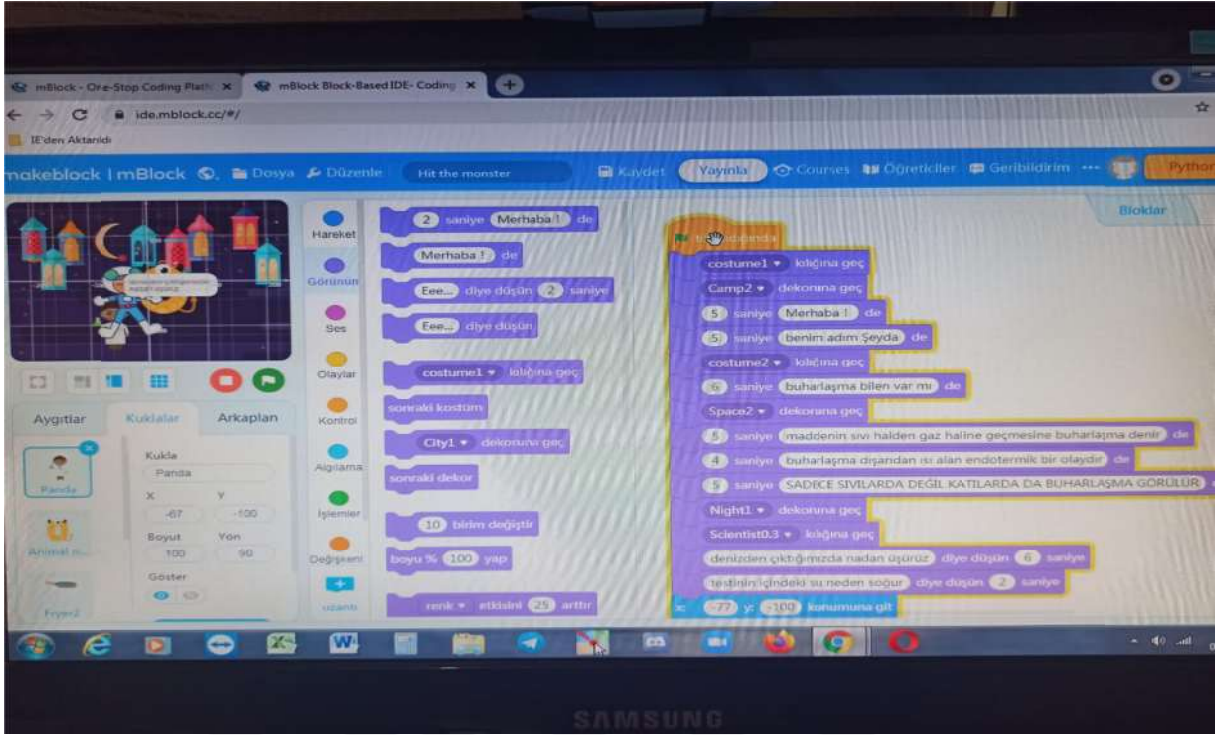 mBlock - One-Stop Coding Platf
mBlock Block-Based IDE- Coding
ide.mblock.cc/#/
IE'den Aktarıldı
makeblock | mBlock
Dosya
Düzenle
Hit the monster
Kaydet
Yayınla
Courses
Öğreticiler
Geribildirim
Python
Hareket
Görünüm
Ses
Olaylar
Kontrol
Algılama
İşlemler
Değişkenl
uzantı
2 saniye Merhaba ! de
Merhaba ! de
Eee... diye düşün 2 saniye
Eee... diye düşün
costume1 kılığına geç
sonraki kostüm
City1 dekoruna geç
sonraki dekor
10 birim değiştir
boyu % 100 yap
renk etkisini 25 arttır
Bloklar
costume1 kılığına geç
Camp2 dekoruna geç
5 saniye Merhaba ! de
5 saniye benim adım Şeyda de
costume2 kılığına geç
6 saniye buharlaşma bilen var mı de
Space2 dekoruna geç
5 saniye maddenin sıvı halden gaz haline geçmesine buharlaşma denir de
4 saniye buharlaşma dışarıdan ısı alan endotermik bir olaydır de
5 saniye SADECE SIVILARDA DEĞİL KATILARDA DA BUHARLAŞMA GÖRÜLÜR
Night1 dekoruna geç
Scientist0.3 kılığına geç
denizden çıktığımızda nadan üşürüz diye düşün 6 saniye
testinin içindeki su neden soğur diye düşün 2 saniye
x: -77 y: -100 konumuna git
Aygıtlar
Kuklalar
Arkaplan
Panda
Animal n...
Fryer2
Kukla
Panda
X Y
-67 -100
Boyut Yön
100 90
Göster
SAMSUNG